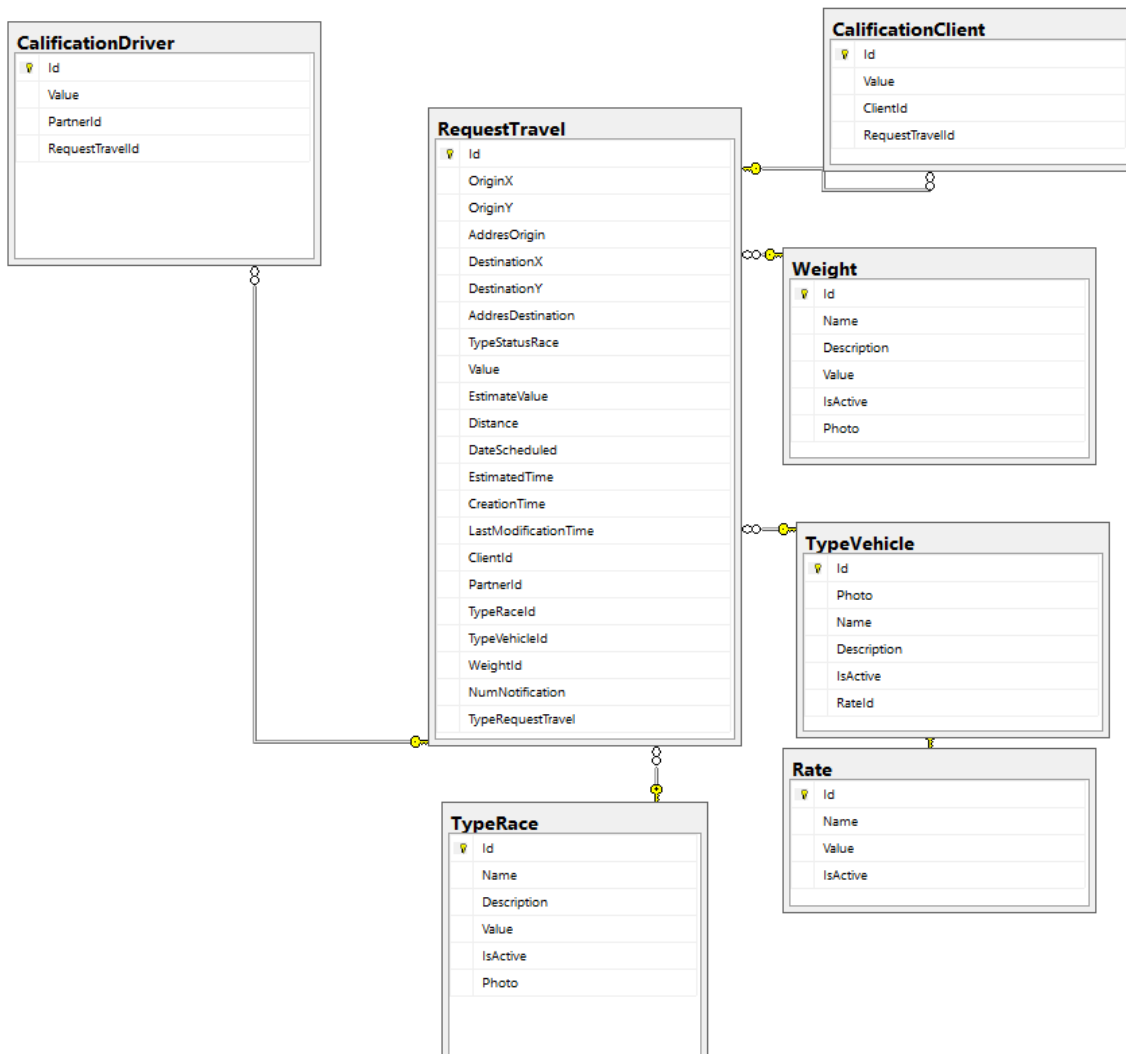 CalificationDriver
Id
Value
PartnerId
RequestTravelId
CalificationClient
Id
Value
ClientId
RequestTravelId
RequestTravel
Id
OriginX
OriginY
AddresOrigin
DestinationX
DestinationY
AddresDestination
TypeStatusRace
Value
EstimateValue
Distance
DateScheduled
EstimatedTime
CreationTime
LastModificationTime
ClientId
PartnerId
TypeRaceId
TypeVehicleId
WeightId
NumNotification
TypeRequestTravel
Weight
Id
Name
Description
Value
IsActive
Photo
TypeVehicle
Id
Photo
Name
Description
IsActive
RateId
Rate
Id
Name
Value
IsActive
TypeRace
Id
Name
Description
Value
IsActive
Photo